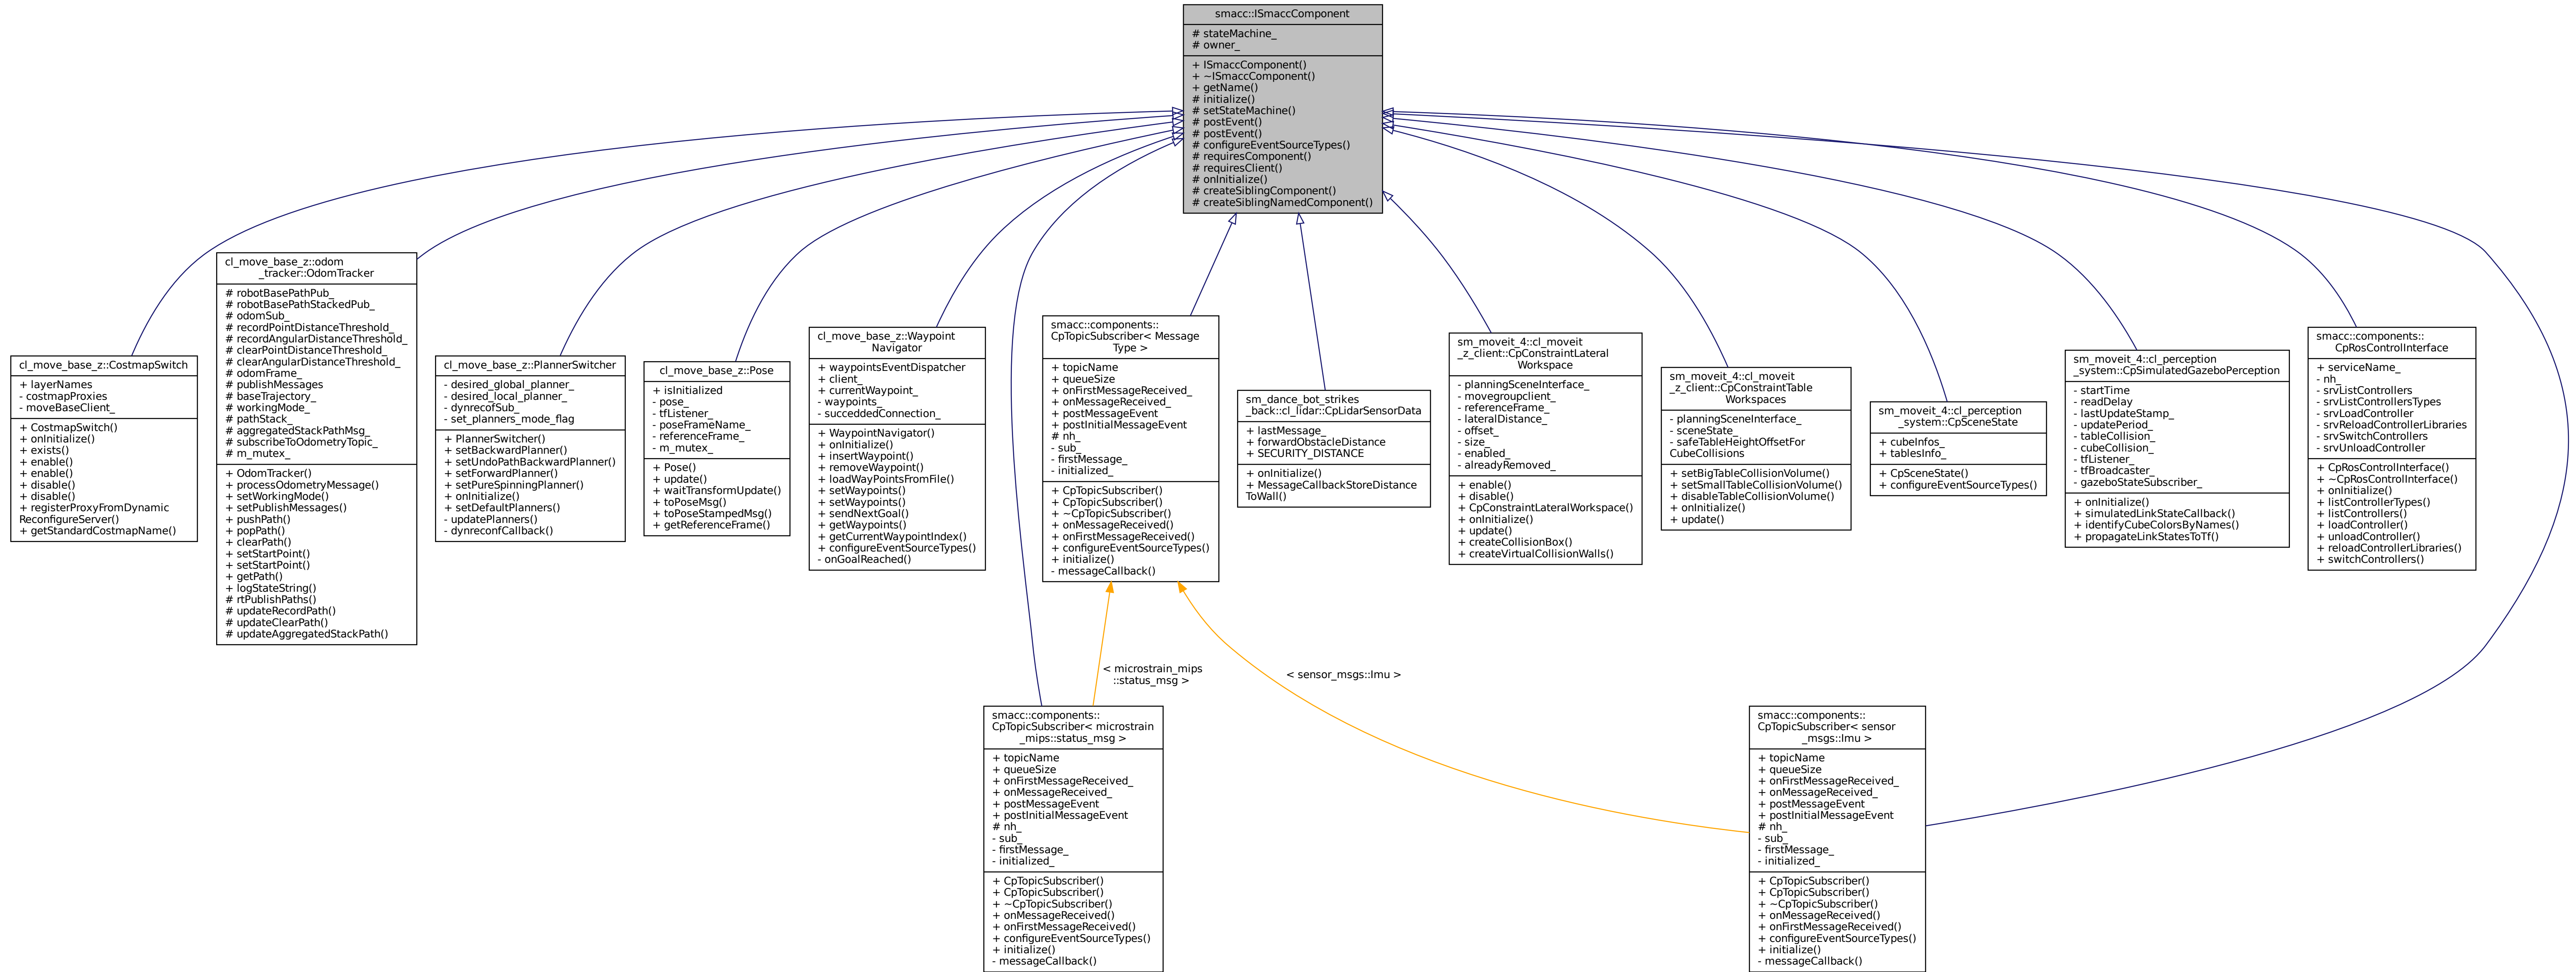 smacc::ISmaccComponent
# stateMachine_
# owner_
+ ISmaccComponent()
+ ~ISmaccComponent()
+ getName()
# initialize()
# setStateMachine()
# postEvent()
# postEvent()
# configureEventSourceTypes()
# requiresComponent()
# requiresClient()
# onInitialize()
# createSiblingComponent()
# createSiblingNamedComponent()
cl_move_base_z::CostmapSwitch
+ layerNames
- costmapProxies
- moveBaseClient_
+ CostmapSwitch()
+ onInitialize()
+ exists()
+ enable()
+ enable()
+ disable()
+ disable()
+ registerProxyFromDynamic
ReconfigureServer()
+ getStandardCostmapName()
cl_move_base_z::odom
_tracker::OdomTracker
# robotBasePathPub_
# robotBasePathStackedPub_
# odomSub_
# recordPointDistanceThreshold_
# recordAngularDistanceThreshold_
# clearPointDistanceThreshold_
# clearAngularDistanceThreshold_
# odomFrame_
# publishMessages
# baseTrajectory_
# workingMode_
# pathStack_
# aggregatedStackPathMsg_
# subscribeToOdometryTopic_
# m_mutex_
+ OdomTracker()
+ processOdometryMessage()
+ setWorkingMode()
+ setPublishMessages()
+ pushPath()
+ popPath()
+ clearPath()
+ setStartPoint()
+ setStartPoint()
+ getPath()
+ logStateString()
# rtPublishPaths()
# updateRecordPath()
# updateClearPath()
# updateAggregatedStackPath()
cl_move_base_z::PlannerSwitcher
- desired_global_planner_
- desired_local_planner_
- dynrecofSub_
- set_planners_mode_flag
+ PlannerSwitcher()
+ setBackwardPlanner()
+ setUndoPathBackwardPlanner()
+ setForwardPlanner()
+ setPureSpinningPlanner()
+ onInitialize()
+ setDefaultPlanners()
- updatePlanners()
- dynreconfCallback()
cl_move_base_z::Pose
+ isInitialized
- pose_
- tfListener_
- poseFrameName_
- referenceFrame_
- m_mutex_
+ Pose()
+ update()
+ waitTransformUpdate()
+ toPoseMsg()
+ toPoseStampedMsg()
+ getReferenceFrame()
cl_move_base_z::Waypoint
Navigator
+ waypointsEventDispatcher
+ client_
+ currentWaypoint_
- waypoints_
- succeddedConnection_
+ WaypointNavigator()
+ onInitialize()
+ insertWaypoint()
+ removeWaypoint()
+ loadWayPointsFromFile()
+ setWaypoints()
+ setWaypoints()
+ sendNextGoal()
+ getWaypoints()
+ getCurrentWaypointIndex()
+ configureEventSourceTypes()
- onGoalReached()
smacc::components::
CpTopicSubscriber< Message
Type >
+ topicName
+ queueSize
+ onFirstMessageReceived_
+ onMessageReceived_
+ postMessageEvent
+ postInitialMessageEvent
# nh_
- sub_
- firstMessage_
- initialized_
+ CpTopicSubscriber()
+ CpTopicSubscriber()
+ ~CpTopicSubscriber()
+ onMessageReceived()
+ onFirstMessageReceived()
+ configureEventSourceTypes()
+ initialize()
- messageCallback()
sm_dance_bot_strikes
_back::cl_lidar::CpLidarSensorData
+ lastMessage_
+ forwardObstacleDistance
+ SECURITY_DISTANCE
+ onInitialize()
+ MessageCallbackStoreDistance
ToWall()
sm_moveit_4::cl_moveit
_z_client::CpConstraintLateral
Workspace
- planningSceneInterface_
- movegroupclient_
- referenceFrame_
- lateralDistance_
- offset_
- size_
- enabled_
- alreadyRemoved_
+ enable()
+ disable()
+ CpConstraintLateralWorkspace()
+ onInitialize()
+ update()
+ createCollisionBox()
+ createVirtualCollisionWalls()
sm_moveit_4::cl_moveit
_z_client::CpConstraintTable
Workspaces
- planningSceneInterface_
- sceneState_
- safeTableHeightOffsetFor
CubeCollisions
+ setBigTableCollisionVolume()
+ setSmallTableCollisionVolume()
+ disableTableCollisionVolume()
+ onInitialize()
+ update()
sm_moveit_4::cl_perception
_system::CpSceneState
+ cubeInfos_
+ tablesInfo_
+ CpSceneState()
+ configureEventSourceTypes()
sm_moveit_4::cl_perception
_system::CpSimulatedGazeboPerception
- startTime
- readDelay
- lastUpdateStamp_
- updatePeriod_
- tableCollision_
- cubeCollision_
- tfListener_
- tfBroadcaster_
- gazeboStateSubscriber_
+ onInitialize()
+ simulatedLinkStateCallback()
+ identifyCubeColorsByNames()
+ propagateLinkStatesToTf()
smacc::components::
CpRosControlInterface
+ serviceName_
- nh_
- srvListControllers
- srvListControllersTypes
- srvLoadController
- srvReloadControllerLibraries
- srvSwitchControllers
- srvUnloadController
+ CpRosControlInterface()
+ ~CpRosControlInterface()
+ onInitialize()
+ listControllerTypes()
+ listControllers()
+ loadController()
+ unloadController()
+ reloadControllerLibraries()
+ switchControllers()
< microstrain_mips
::status_msg >
< sensor_msgs::Imu >
smacc::components::
CpTopicSubscriber< microstrain
_mips::status_msg >
+ topicName
+ queueSize
+ onFirstMessageReceived_
+ onMessageReceived_
+ postMessageEvent
+ postInitialMessageEvent
# nh_
- sub_
- firstMessage_
- initialized_
+ CpTopicSubscriber()
+ CpTopicSubscriber()
+ ~CpTopicSubscriber()
+ onMessageReceived()
+ onFirstMessageReceived()
+ configureEventSourceTypes()
+ initialize()
- messageCallback()
smacc::components::
CpTopicSubscriber< sensor
_msgs::Imu >
+ topicName
+ queueSize
+ onFirstMessageReceived_
+ onMessageReceived_
+ postMessageEvent
+ postInitialMessageEvent
# nh_
- sub_
- firstMessage_
- initialized_
+ CpTopicSubscriber()
+ CpTopicSubscriber()
+ ~CpTopicSubscriber()
+ onMessageReceived()
+ onFirstMessageReceived()
+ configureEventSourceTypes()
+ initialize()
- messageCallback()